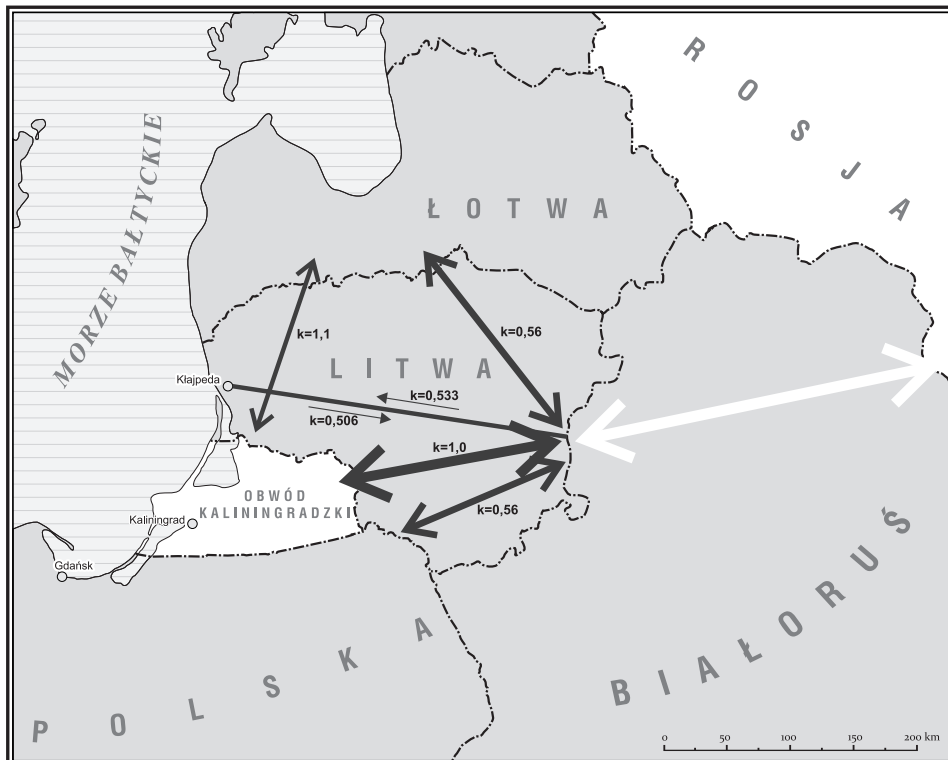 ROSJA
MORZE BAŁTYCKIE
ŁOTWA
k=1,1
k=0,56
LITWA
Kłajpeda
k=0,533
k=0,506
k=1,0
OBWÓD
KALININGRADZKI
k=0,56
Kaliningrad
Gdańsk
BIAŁORUŚ
POLSKA
0 50 100 150 200 km